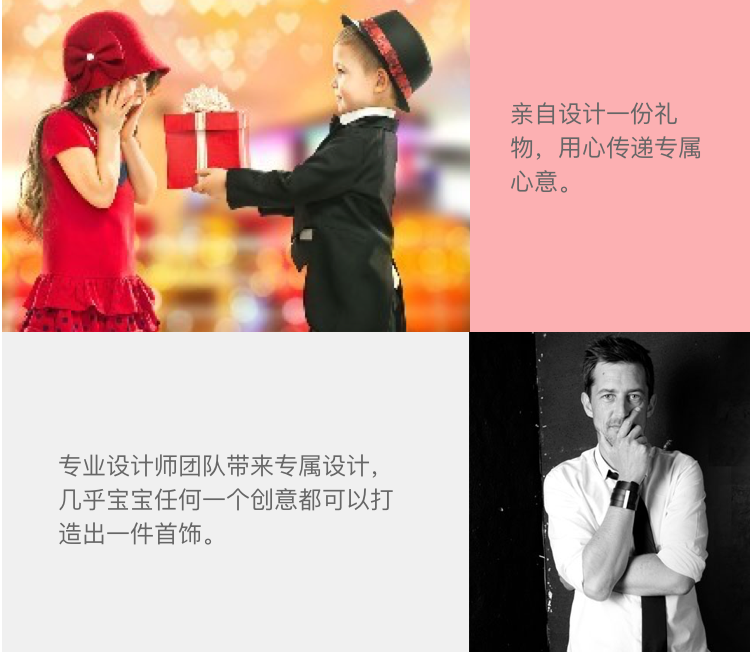 亲自设计一份礼
物，用心传递专属
心意。
专业设计师团队带来专属设计，
几乎宝宝任何一个创意都可以打
造出一件首饰。